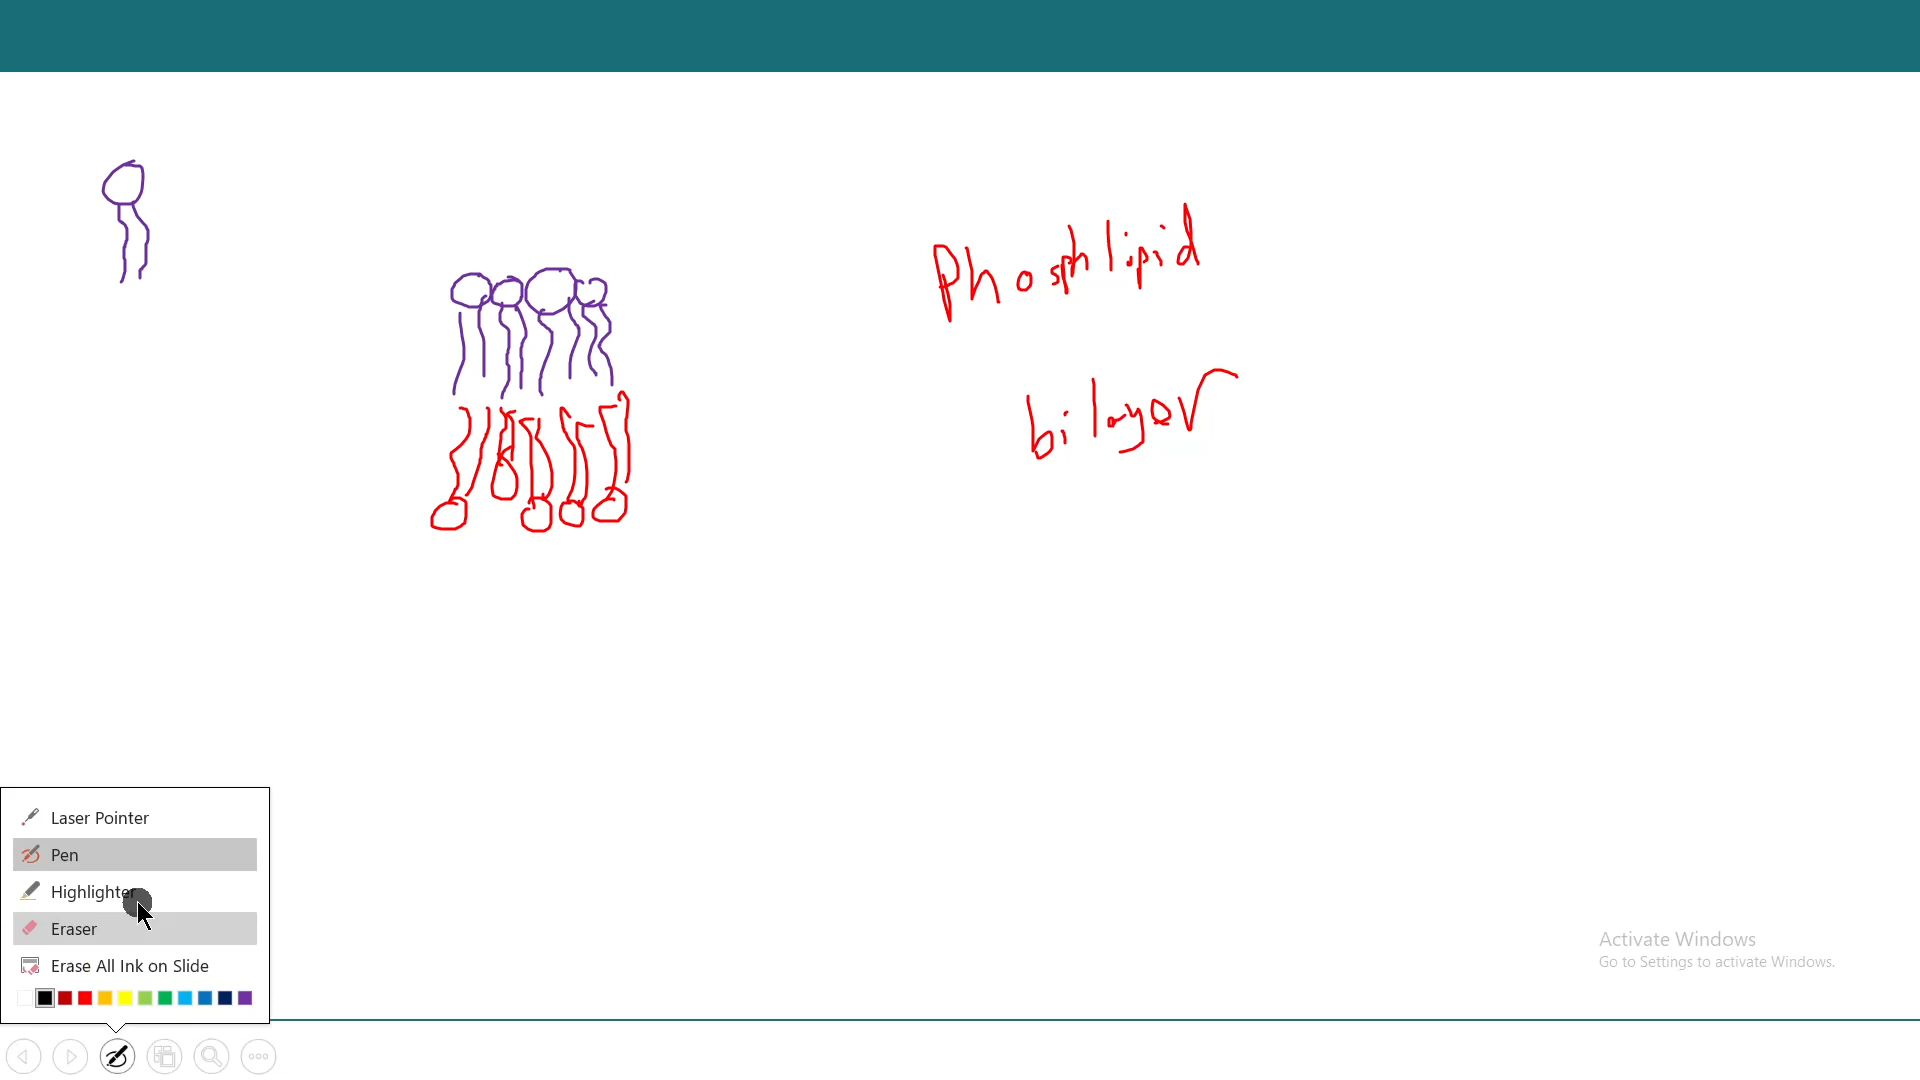 Phosphlipid
bilayer
Laser Pointer
Pen
Highlighter
Eraser
Erase All Ink on Slide
Activate Windows
Go to Settings to activate Windows.